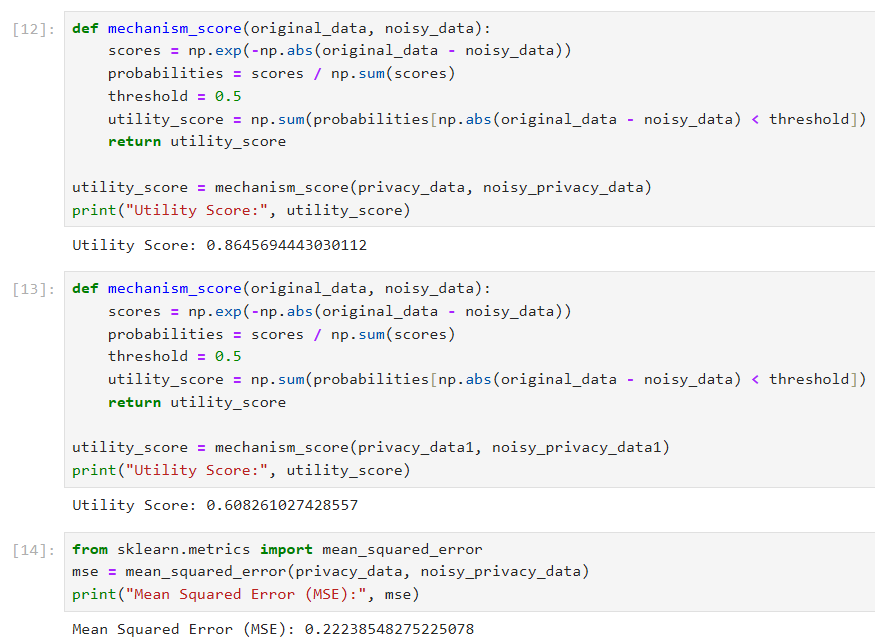 [12]: def mechanism_score(original_data, noisy_data):
    scores = np.exp(-np.abs(original_data - noisy_data))
    probabilities = scores / np.sum(scores)
    threshold = 0.5
    utility_score = np.sum(probabilities[np.abs(original_data - noisy_data) < threshold])
    return utility_score
utility_score = mechanism_score(privacy_data, noisy_privacy_data)
print("Utility Score:", utility_score)
Utility Score: 0.8645694443030112
[13]: def mechanism_score(original_data, noisy_data):
    scores = np.exp(-np.abs(original_data - noisy_data))
    probabilities = scores / np.sum(scores)
    threshold = 0.5
    utility_score = np.sum(probabilities[np.abs(original_data - noisy_data) < threshold])
    return utility_score
utility_score = mechanism_score(privacy_data1, noisy_privacy_data1)
print("Utility Score:", utility_score)
Utility Score: 0.608261027428557
[14]: from sklearn.metrics import mean_squared_error
mse = mean_squared_error(privacy_data, noisy_privacy_data)
print("Mean Squared Error (MSE):", mse)
Mean Squared Error (MSE): 0.22238548275225078